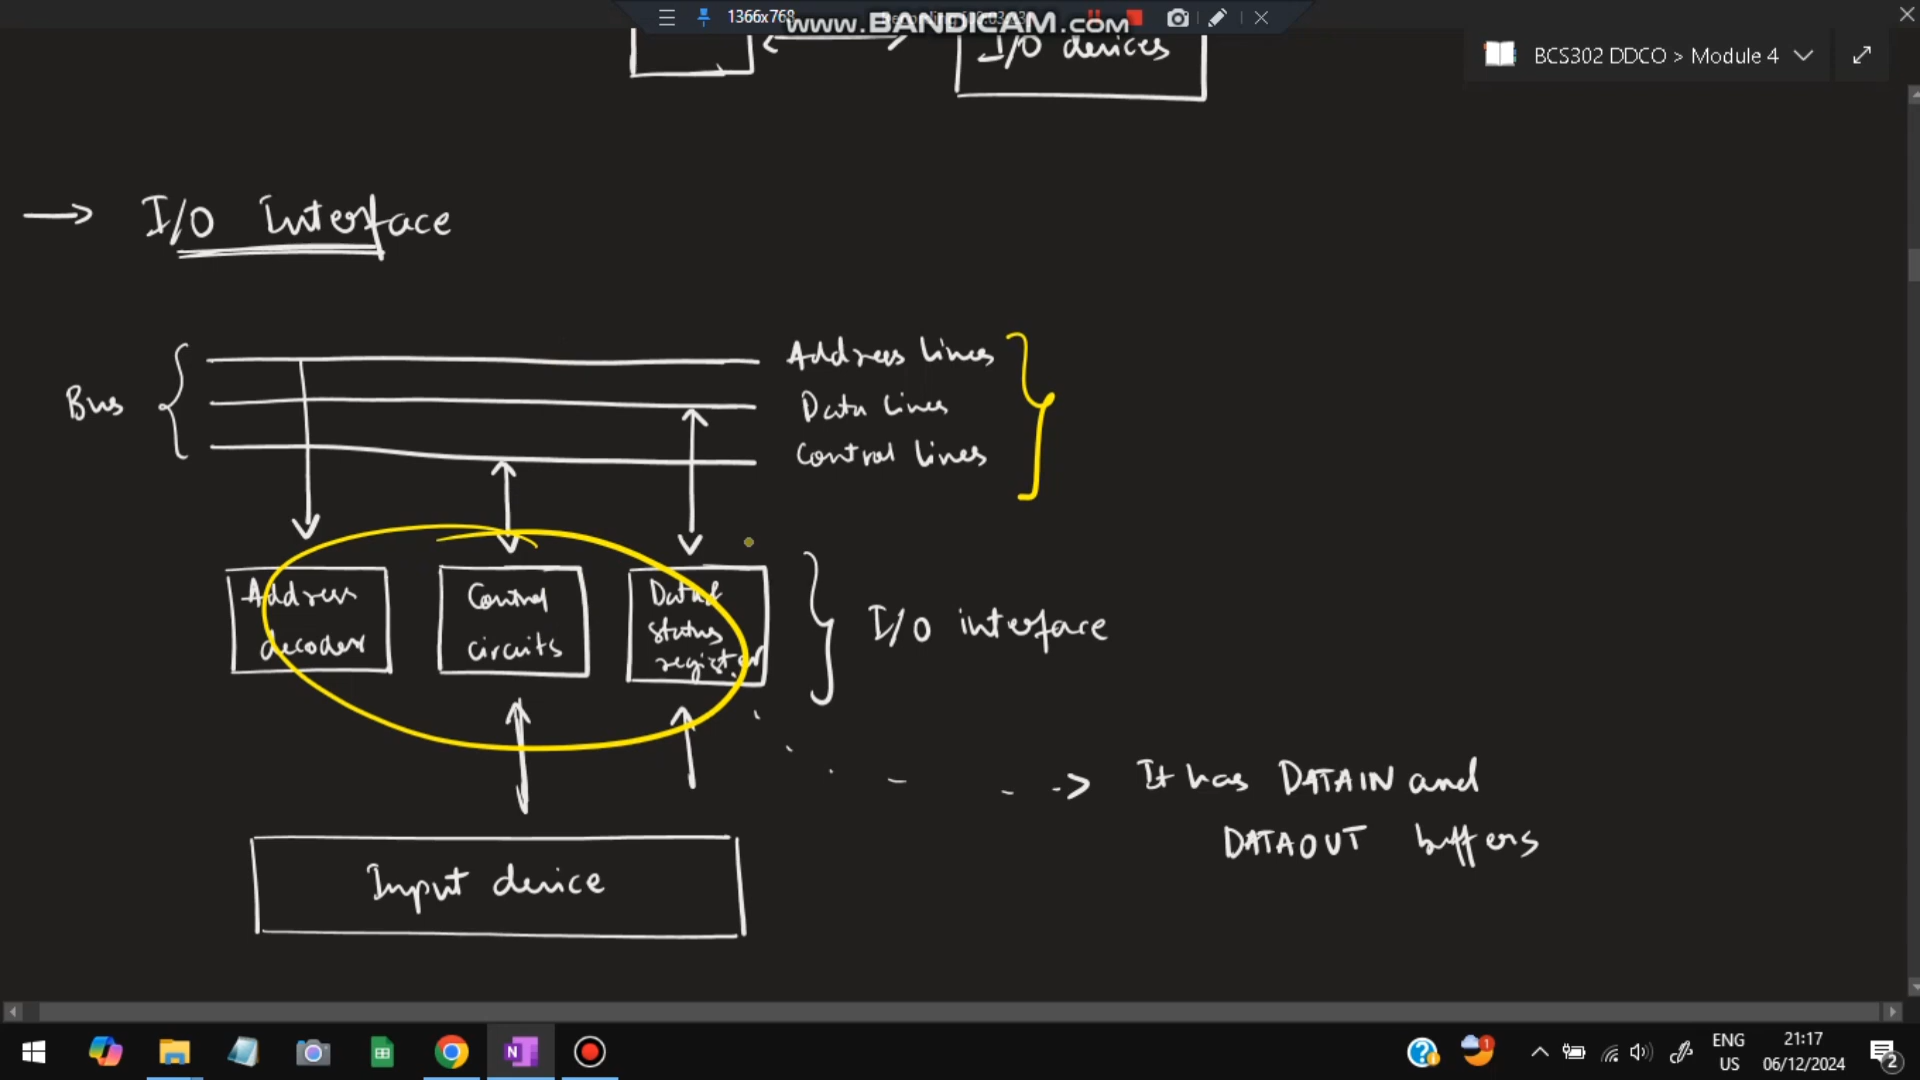 1366x768
www.BANDICAM.com
I/O devices
BCS302 DDCO > Module 4
I/O Interface
Bus
Address lines
Data lines
Control lines
Address
decoder
Control
circuits
Data &
status
register
I/O interface
It has DATAIN and
DATAOUT buffers
Input device
ENG
US
21:17
06/12/2024
1
2